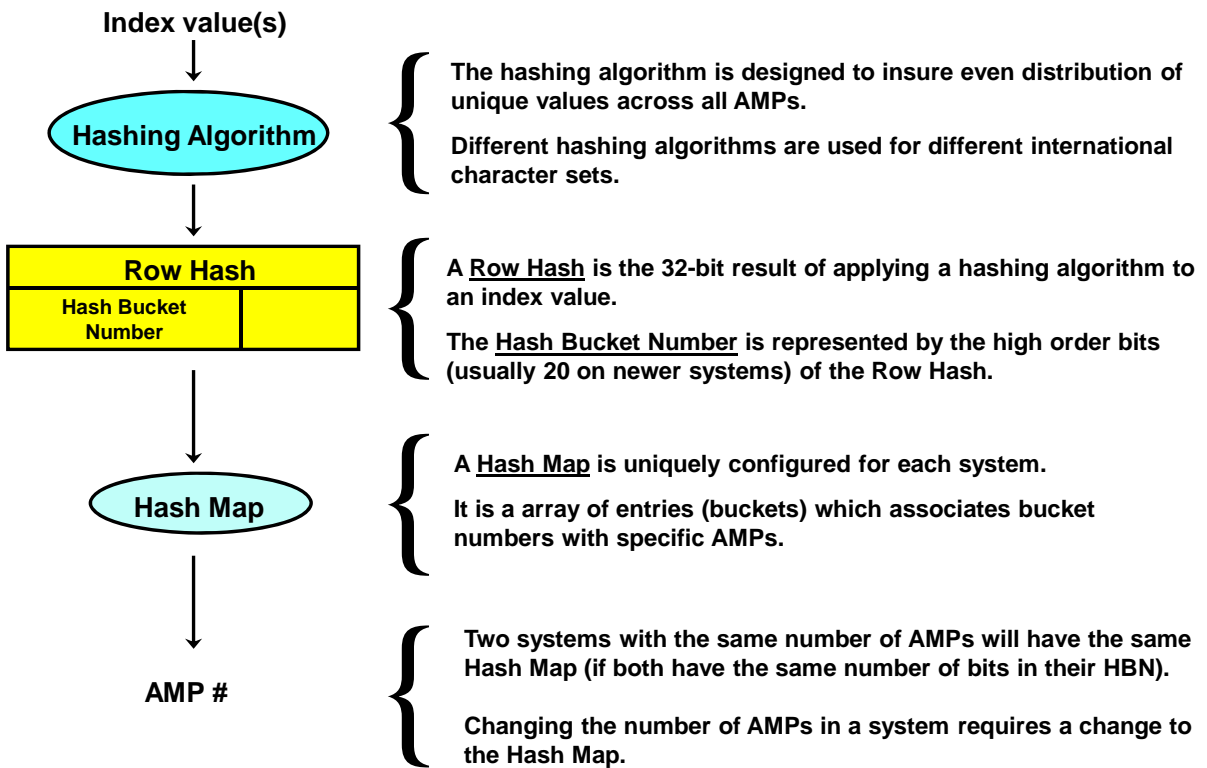 Index value(s)
Hashing Algorithm
The hashing algorithm is designed to insure even distribution of
unique values across all AMPs.
Different hashing algorithms are used for different international
character sets.
Row Hash
Hash Bucket
Number
A Row Hash is the 32-bit result of applying a hashing algorithm to
an index value.
The Hash Bucket Number is represented by the high order bits
(usually 20 on newer systems) of the Row Hash.
Hash Map
A Hash Map is uniquely configured for each system.
It is a array of entries (buckets) which associates bucket
numbers with specific AMPs.
AMP #
Two systems with the same number of AMPs will have the same
Hash Map (if both have the same number of bits in their HBN).
Changing the number of AMPs in a system requires a change to
the Hash Map.